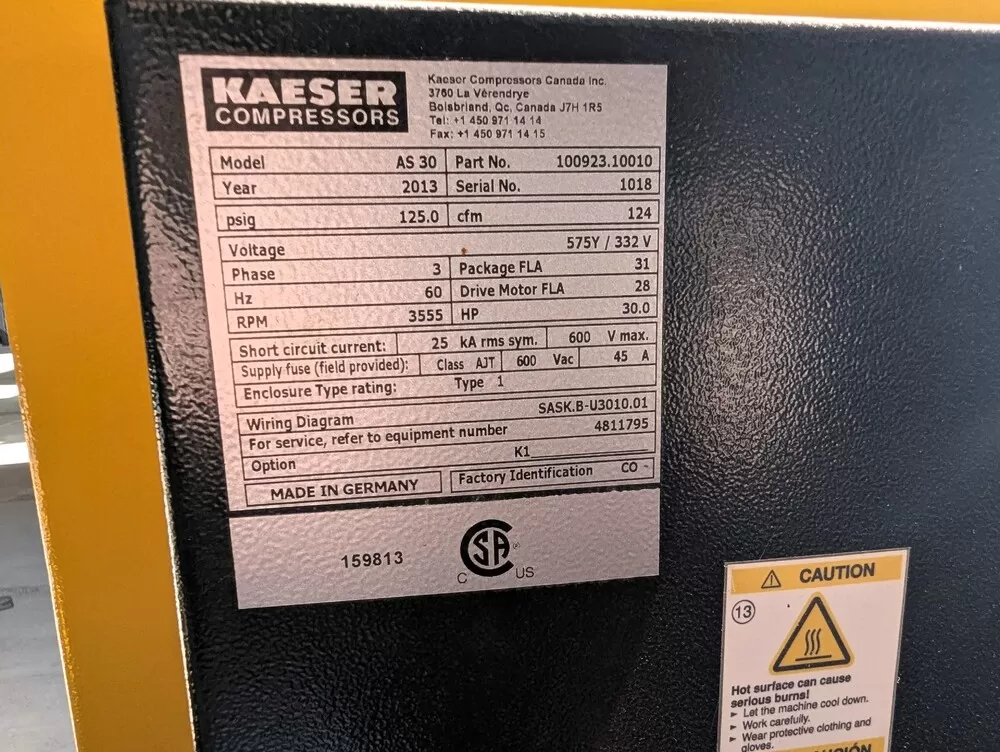 KAESER
COMPRESSORS
Kaeser Compressors Canada Inc.
3760 La Vérendrye
Boisbriand, Qc, Canada J7H 1R5
Tel: +1 450 971 14 14
Fax: +1 450 971 14 15
Model AS 30 Part No. 100923.10010
Year 2013 Serial No. 1018
psig 125.0 cfm 124
Voltage 575Y / 332 V
Phase 3 Package FLA 31
Hz 60 Drive Motor FLA 28
RPM 3555 HP 30.0
Short circuit current: 25 kA rms sym. 600 V max.
Supply fuse (field provided): Class AJT 600 Vac 45 A
Enclosure Type rating: Type 1
Wiring Diagram SASK.B-U3010.01
For service, refer to equipment number 4811795
Option K1
MADE IN GERMANY Factory Identification CO -
159813 C SA ® US
⚠ CAUTION
13
Hot surface can cause
serious burns!
► Let the machine cool down.
► Work carefully.
► Wear protective clothing and
gloves.